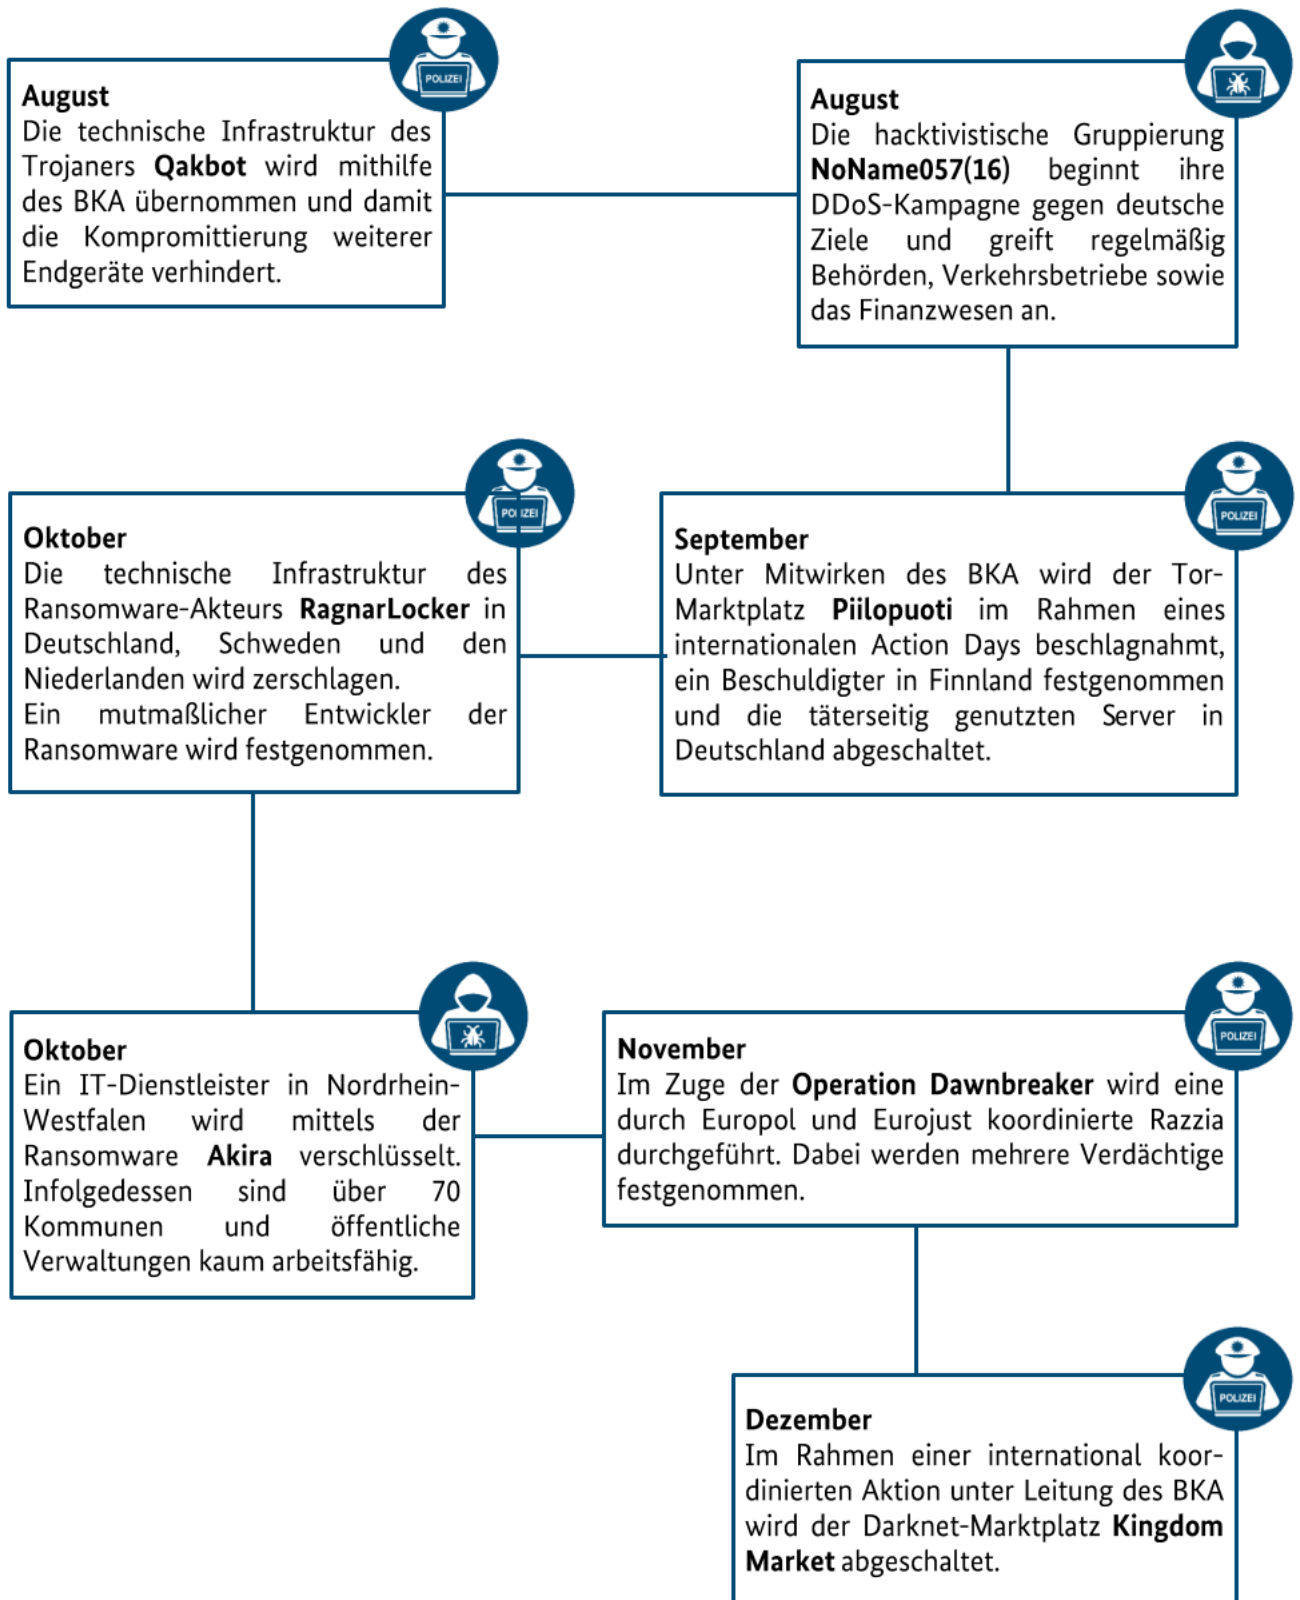 POLIZEI
August
Die technische Infrastruktur des
Trojaners Qakbot wird mithilfe
des BKA übernommen und damit
die Kompromittierung weiterer
Endgeräte verhindert.
August
Die hacktivistische Gruppierung
NoName057(16) beginnt ihre
DDoS-Kampagne gegen deutsche
Ziele und greift regelmäßig
Behörden, Verkehrsbetriebe sowie
das Finanzwesen an.
POLIZEI
September
Unter Mitwirken des BKA wird der Tor-
Marktplatz Piilopuoti im Rahmen eines
internationalen Action Days beschlagnahmt,
ein Beschuldigter in Finnland festgenommen
und die täterseitig genutzten Server in
Deutschland abgeschaltet.
POLIZEI
Oktober
Die technische Infrastruktur des
Ransomware-Akteurs RagnarLocker in
Deutschland, Schweden und den
Niederlanden wird zerschlagen.
Ein mutmaßlicher Entwickler der
Ransomware wird festgenommen.
Oktober
Ein IT-Dienstleister in Nordrhein-
Westfalen wird mittels der
Ransomware Akira verschlüsselt.
Infolgedessen sind über 70
Kommunen und öffentliche
Verwaltungen kaum arbeitsfähig.
POLIZEI
November
Im Zuge der Operation Dawnbreaker wird eine
durch Europol und Eurojust koordinierte Razzia
durchgeführt. Dabei werden mehrere Verdächtige
festgenommen.
POLIZEI
Dezember
Im Rahmen einer international koor-
dinierten Aktion unter Leitung des BKA
wird der Darknet-Marktplatz Kingdom
Market abgeschaltet.